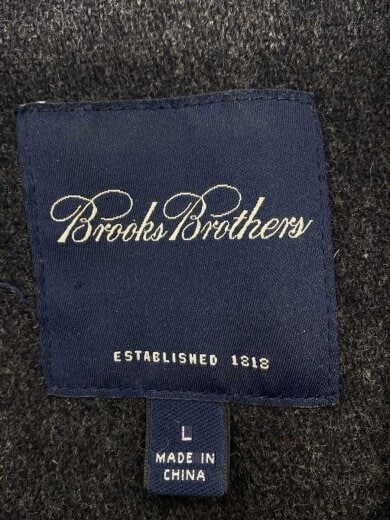 Brooks Brothers
ESTABLISHED 1818
L
MADE IN
CHINA